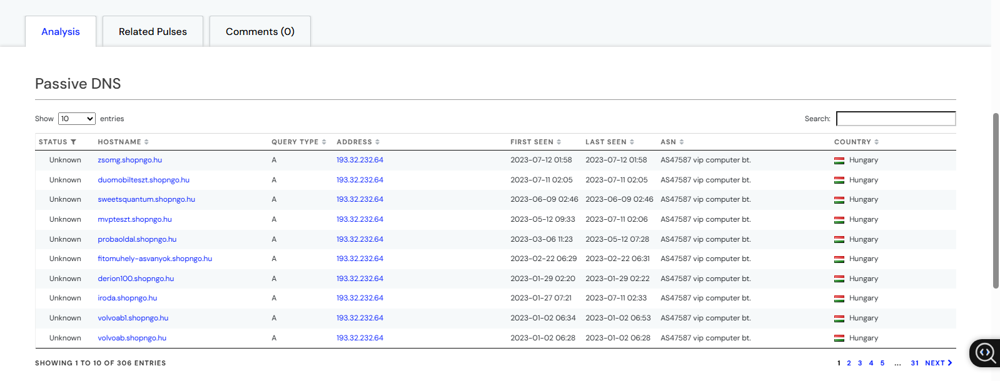 Analysis Related Pulses Comments (0)
Passive DNS
Show 10 entries Search:
STATUS HOSTNAME QUERY TYPE ADDRESS FIRST SEEN LAST SEEN ASN COUNTRY
Unknown zsomg.shopngo.hu A 193.32.232.64 2023-07-12 01:58 2023-07-12 01:58 AS47587 vip computer bt. Hungary
Unknown duomobilteszt.shopngo.hu A 193.32.232.64 2023-07-11 02:05 2023-07-11 02:05 AS47587 vip computer bt. Hungary
Unknown sweetsquantum.shopngo.hu A 193.32.232.64 2023-06-09 02:46 2023-06-09 02:46 AS47587 vip computer bt. Hungary
Unknown mvpteszt.shopngo.hu A 193.32.232.64 2023-05-12 09:33 2023-07-11 02:06 AS47587 vip computer bt. Hungary
Unknown probaoldal.shopngo.hu A 193.32.232.64 2023-03-06 11:23 2023-05-12 07:28 AS47587 vip computer bt. Hungary
Unknown fitomuhely-asvanyok.shopngo.hu A 193.32.232.64 2023-02-22 06:29 2023-02-22 06:31 AS47587 vip computer bt. Hungary
Unknown derion100.shopngo.hu A 193.32.232.64 2023-01-29 02:20 2023-01-29 02:22 AS47587 vip computer bt. Hungary
Unknown iroda.shopngo.hu A 193.32.232.64 2023-01-27 07:21 2023-07-11 02:33 AS47587 vip computer bt. Hungary
Unknown volvoab1.shopngo.hu A 193.32.232.64 2023-01-02 06:34 2023-01-02 06:53 AS47587 vip computer bt. Hungary
Unknown volvoab.shopngo.hu A 193.32.232.64 2023-01-02 06:28 2023-01-02 06:28 AS47587 vip computer bt. Hungary
SHOWING 1 TO 10 OF 306 ENTRIES 1 2 3 4 5 ... 31 NEXT